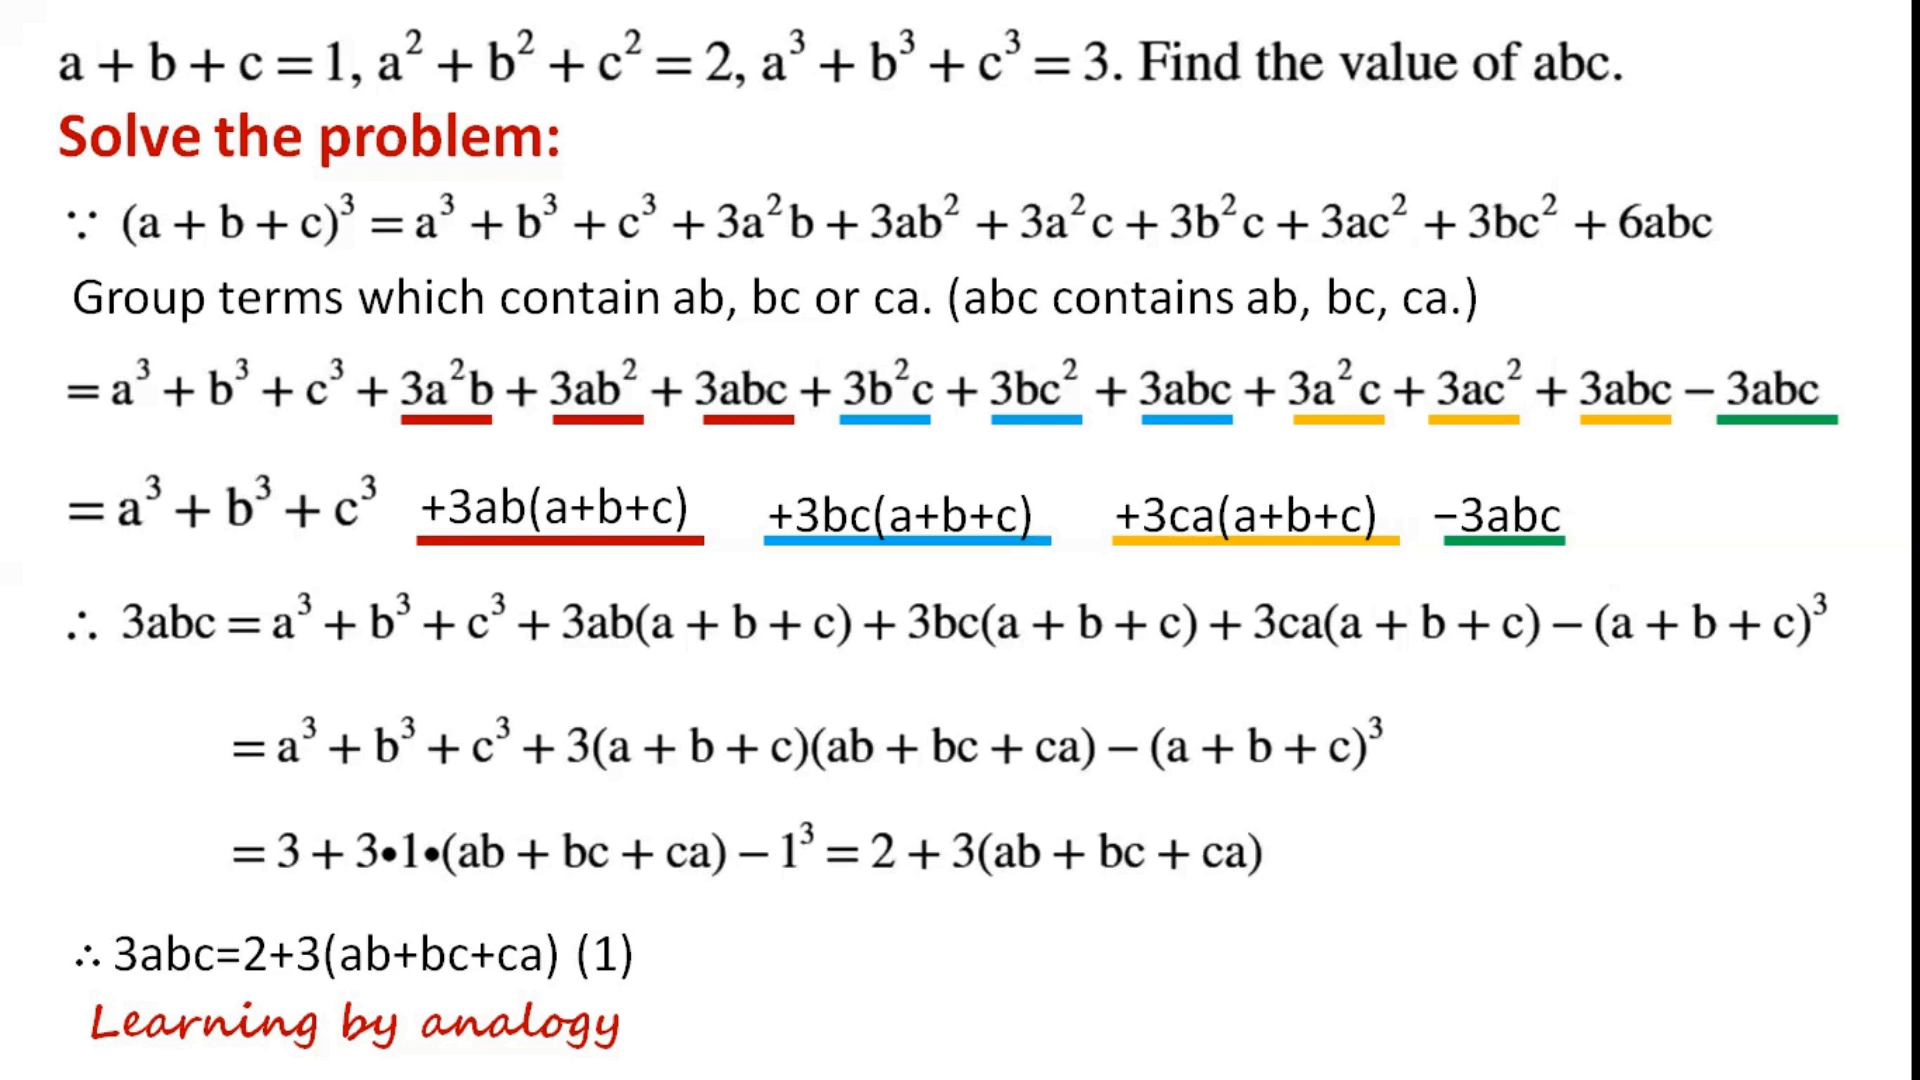 a + b + c = 1, a² + b² + c² = 2, a³ + b³ + c³ = 3. Find the value of abc.
Solve the problem:
∵ (a + b + c)³ = a³ + b³ + c³ + 3a²b + 3ab² + 3a²c + 3b²c + 3ac² + 3bc² + 6abc
Group terms which contain ab, bc or ca. (abc contains ab, bc, ca.)
= a³ + b³ + c³ + 3a²b + 3ab² + 3abc + 3b²c + 3bc² + 3abc + 3a²c + 3ac² + 3abc − 3abc
= a³ + b³ + c³ +3ab(a+b+c) +3bc(a+b+c) +3ca(a+b+c) −3abc
∴ 3abc = a³ + b³ + c³ + 3ab(a + b + c) + 3bc(a + b + c) + 3ca(a + b + c) − (a + b + c)³
= a³ + b³ + c³ + 3(a + b + c)(ab + bc + ca) − (a + b + c)³
= 3 + 3•1•(ab + bc + ca) − 1³ = 2 + 3(ab + bc + ca)
∴ 3abc=2+3(ab+bc+ca) (1)
Learning by analogy